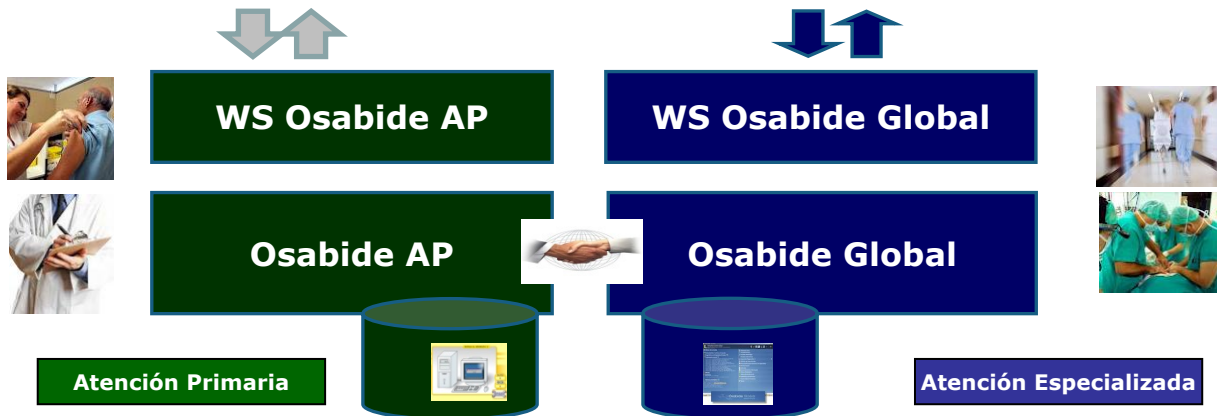 WS Osabide AP
WS Osabide Global
Osabide AP
Osabide Global
Atención Primaria
Atención Especializada